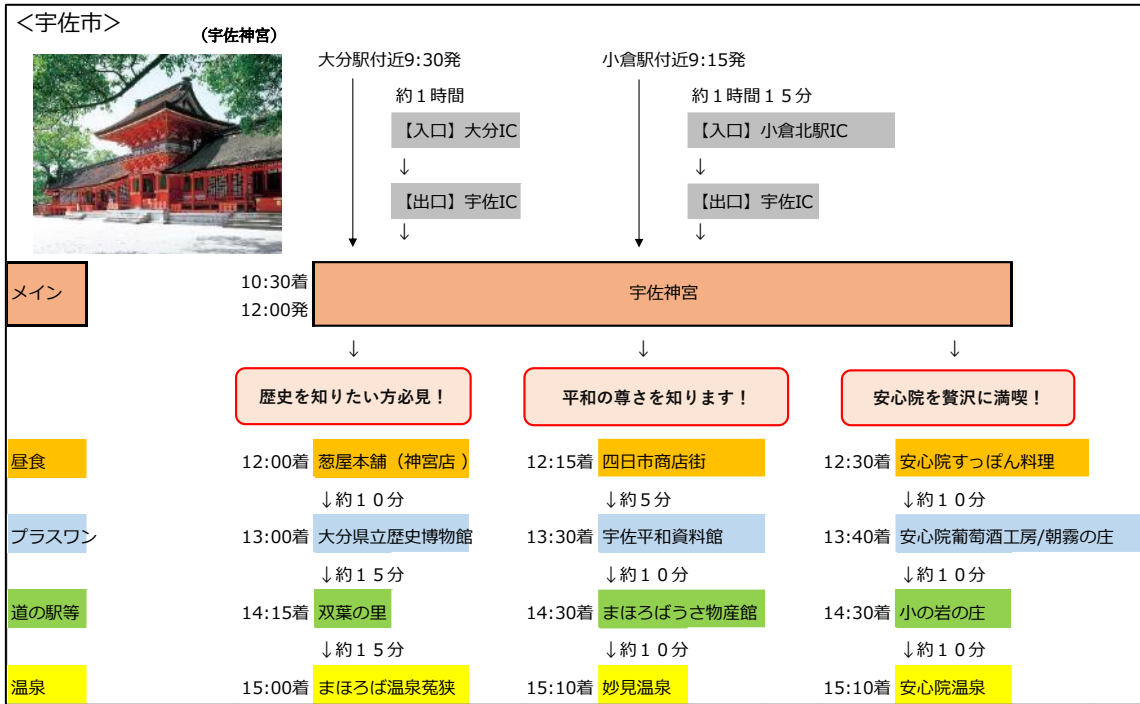 ＜宇佐市＞
（宇佐神宮）
大分駅付近9:30発
小倉駅付近9:15発
約１時間
約１時間１５分
【入口】大分IC
【入口】小倉北駅IC
↓
↓
【出口】宇佐IC
【出口】宇佐IC
↓
↓
メイン
10:30着
12:00発
宇佐神宮
↓
↓
↓
歴史を知りたい方必見！
平和の尊さを知ります！
安心院を贅沢に満喫！
昼食
12:00着 葱屋本舗（神宮店 ）
12:15着 四日市商店街
12:30着 安心院すっぽん料理
↓約１０分
↓約５分
↓約１０分
プラスワン
13:00着 大分県立歴史博物館
13:30着 宇佐平和資料館
13:40着 安心院葡萄酒工房/朝霧の庄
↓約１５分
↓約１０分
↓約１０分
道の駅等
14:15着 双葉の里
14:30着 まほろばうさ物産館
14:30着 小の岩の庄
↓約１５分
↓約１０分
↓約１０分
温泉
15:00着 まほろば温泉菟狭
15:10着 妙見温泉
15:10着 安心院温泉